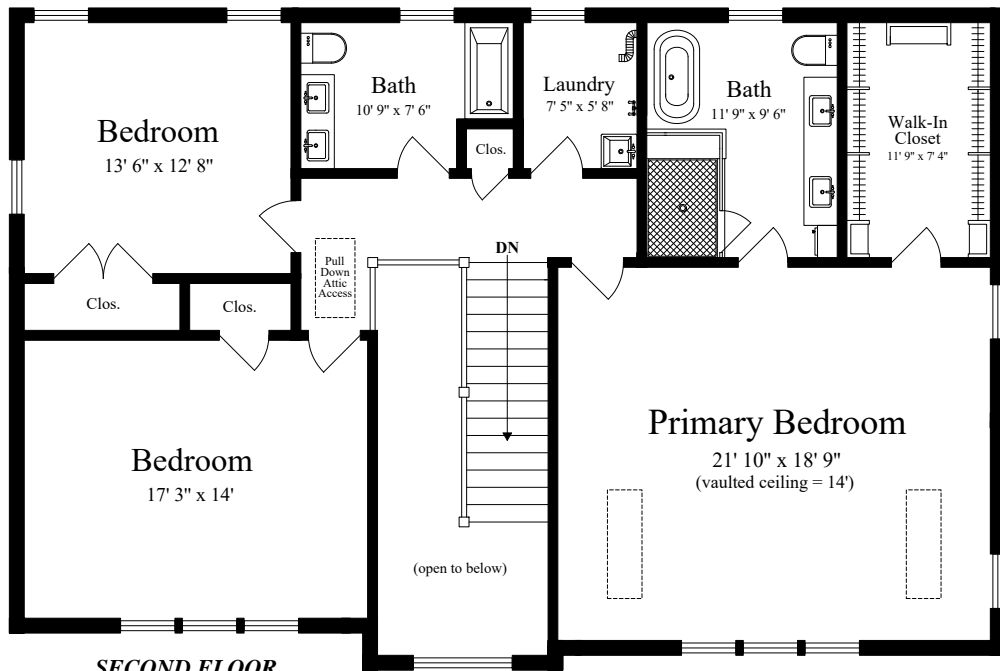 Bedroom
13' 6" x 12' 8"
Bath
10' 9" x 7' 6"
Clos.
Laundry
7' 5" x 5' 8"
Bath
11' 9" x 9' 6"
Walk-In
Closet
11' 9" x 7' 4"
Clos.
Clos.
Pull
Down
Attic
Access
DN
Bedroom
17' 3" x 14'
(open to below)
Primary Bedroom
21' 10" x 18' 9"
(vaulted ceiling = 14')
SECOND FLOOR